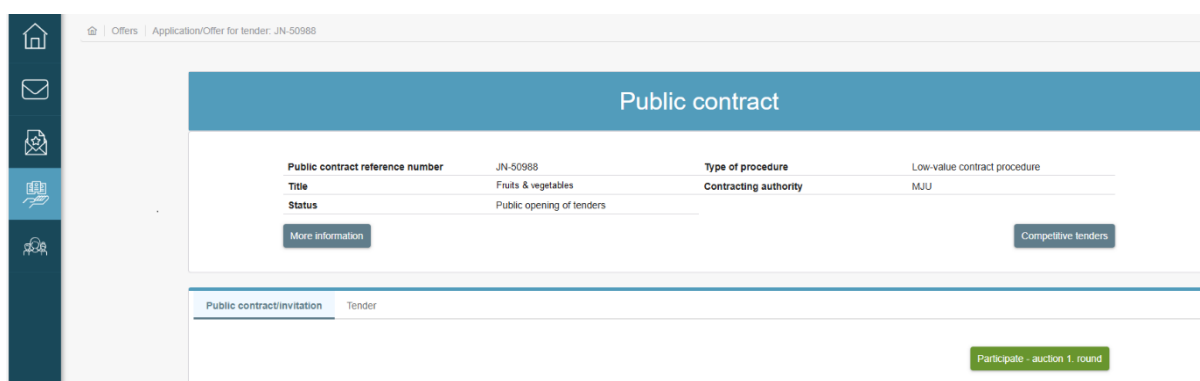 Offers | Application/Offer for tender: JN-50988
Public contract
Public contract reference number JN-50988 Type of procedure Low-value contract procedure
Title Fruits & vegetables Contracting authority MJU
Status Public opening of tenders
More information Competitive tenders
Public contract/invitation Tender
Participate - auction 1. round